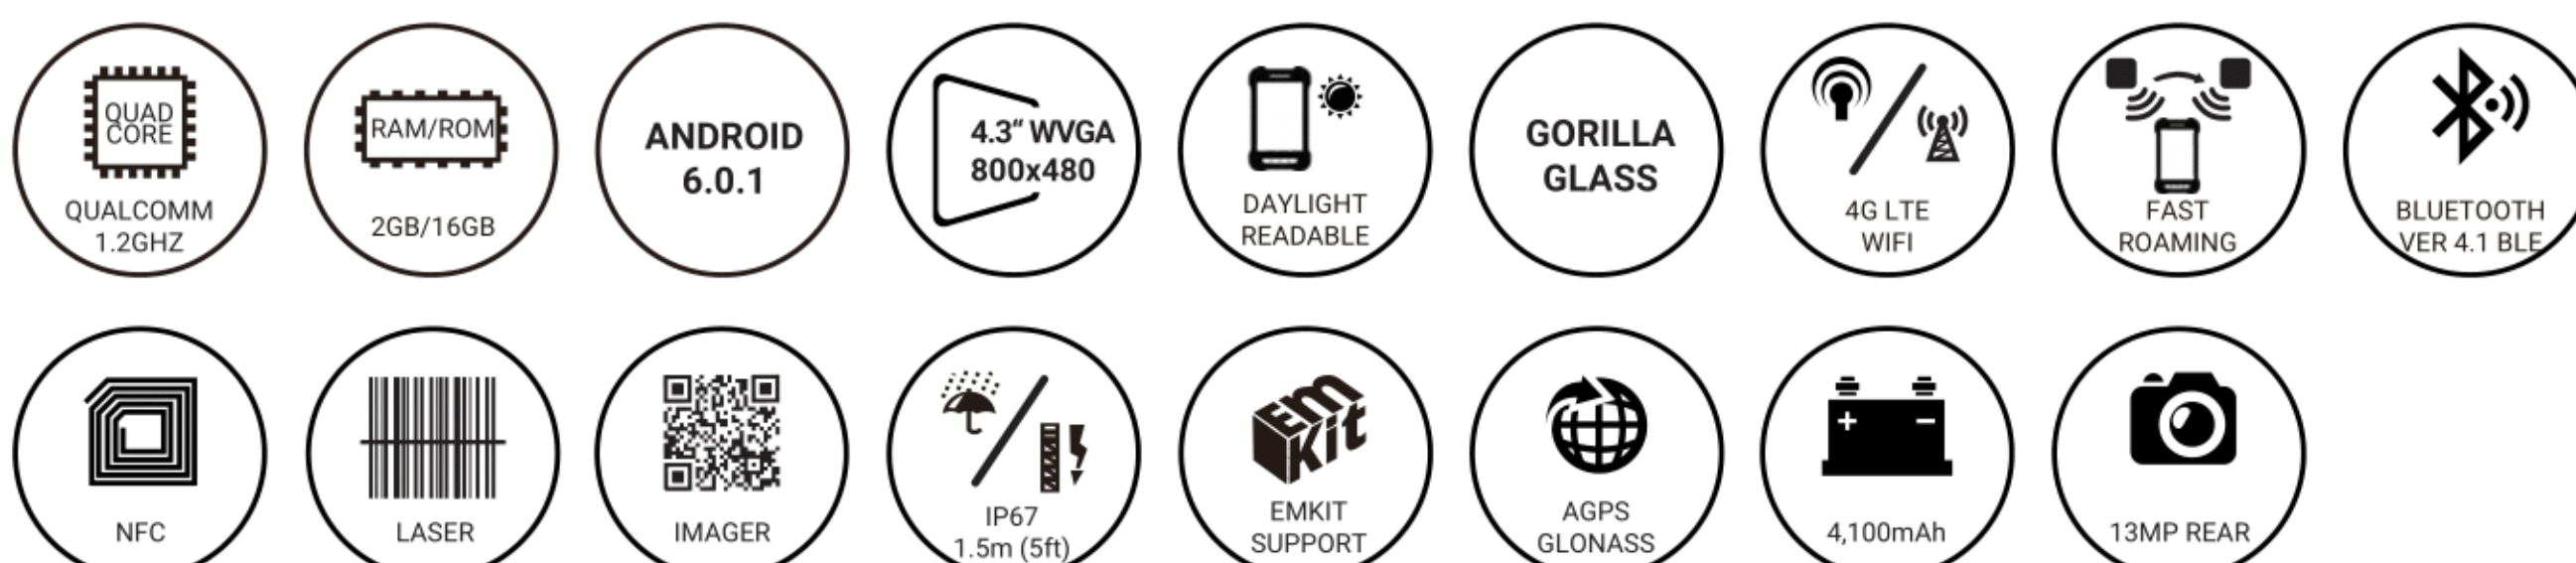 QUAD
CORE
QUALCOMM
1.2GHZ
RAM/ROM
2GB/16GB
ANDROID
6.0.1
4.3“ WVGA
800x480
DAYLIGHT
READABLE
GORILLA
GLASS
4G LTE
WIFI
FAST
ROAMING
BLUETOOTH
VER 4.1 BLE
NFC
LASER
IMAGER
IP67
1.5m (5ft)
Em
Kit
EMKIT
SUPPORT
AGPS
GLONASS
+ −
4,100mAh
13MP REAR